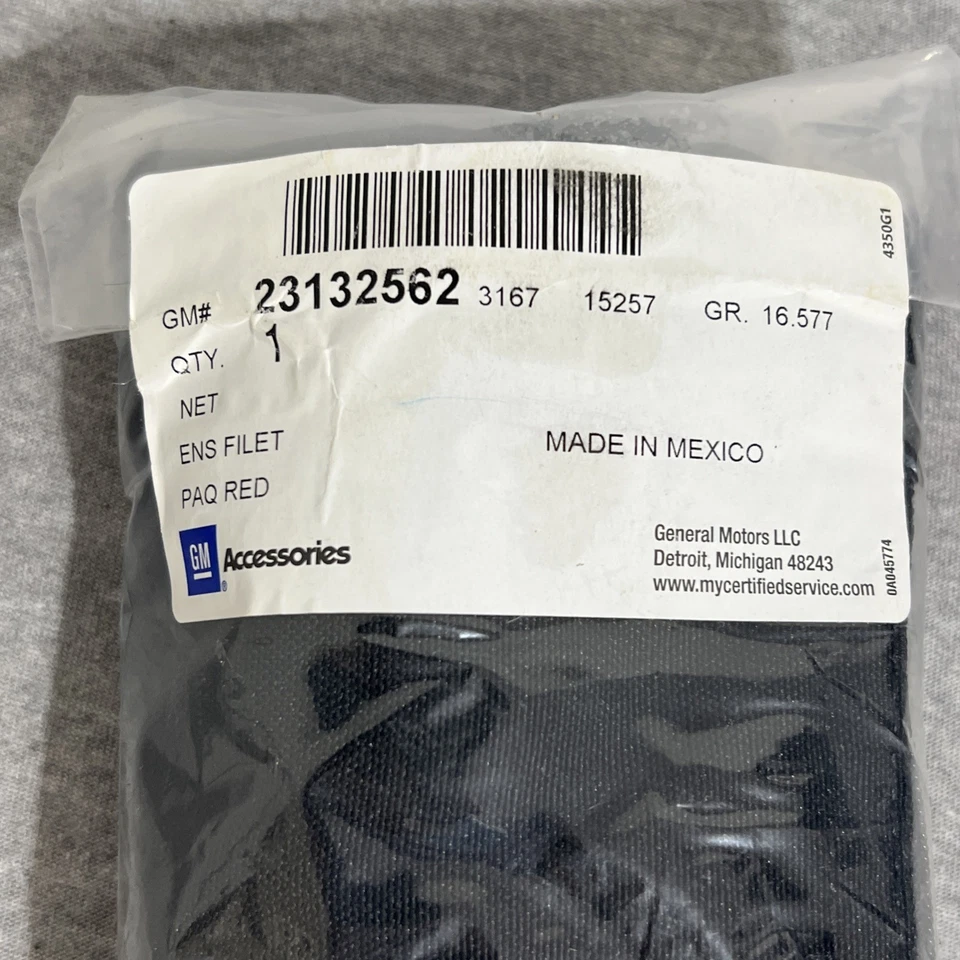 4350G1
GM# 23132562 3167 15257 GR. 16.577
QTY. 1
NET
ENS FILET
MADE IN MEXICO
PAQ RED
GM Accessories
®
General Motors LLC
Detroit, Michigan 48243
www.mycertifiedservice.com
0A045774